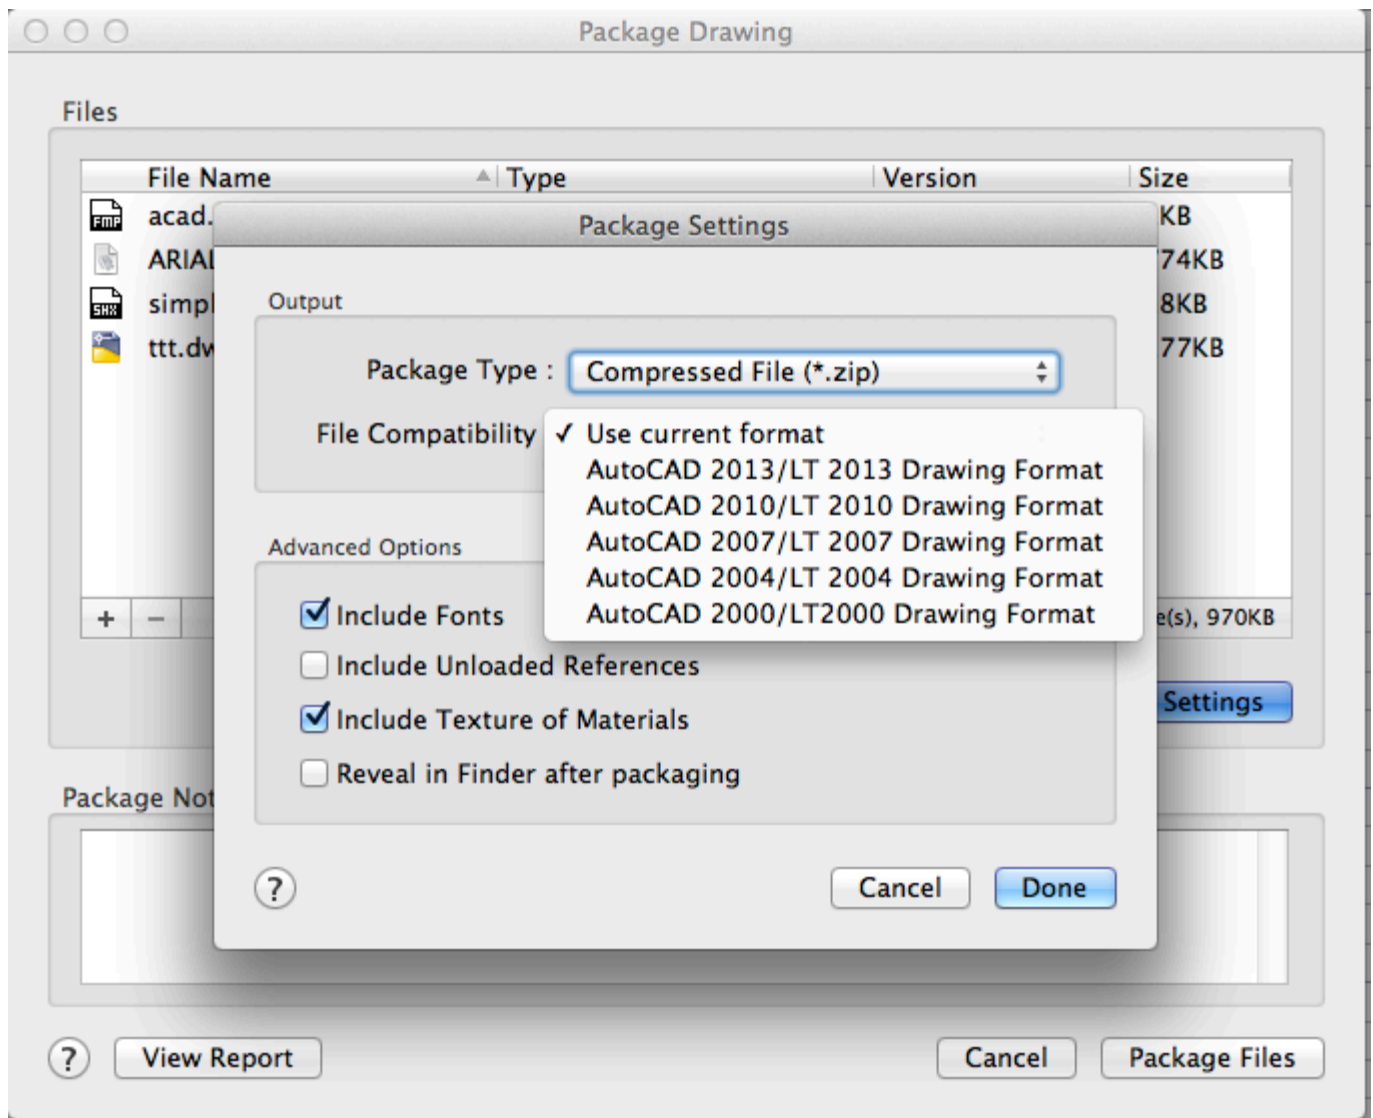 Package Drawing
Files
File Name Type Version Size
acad. KB
ARIAL 74KB
simpl 8KB
ttt.dw 77KB
Package Settings
Output
Package Type : Compressed File (*.zip)
File Compatibility ✓ Use current format
AutoCAD 2013/LT 2013 Drawing Format
AutoCAD 2010/LT 2010 Drawing Format
AutoCAD 2007/LT 2007 Drawing Format
AutoCAD 2004/LT 2004 Drawing Format
AutoCAD 2000/LT2000 Drawing Format
Advanced Options
Include Fonts
Include Unloaded References
Include Texture of Materials
Reveal in Finder after packaging
+ − e(s), 970KB
Settings
Package Not
? Cancel Done
? View Report Cancel Package Files